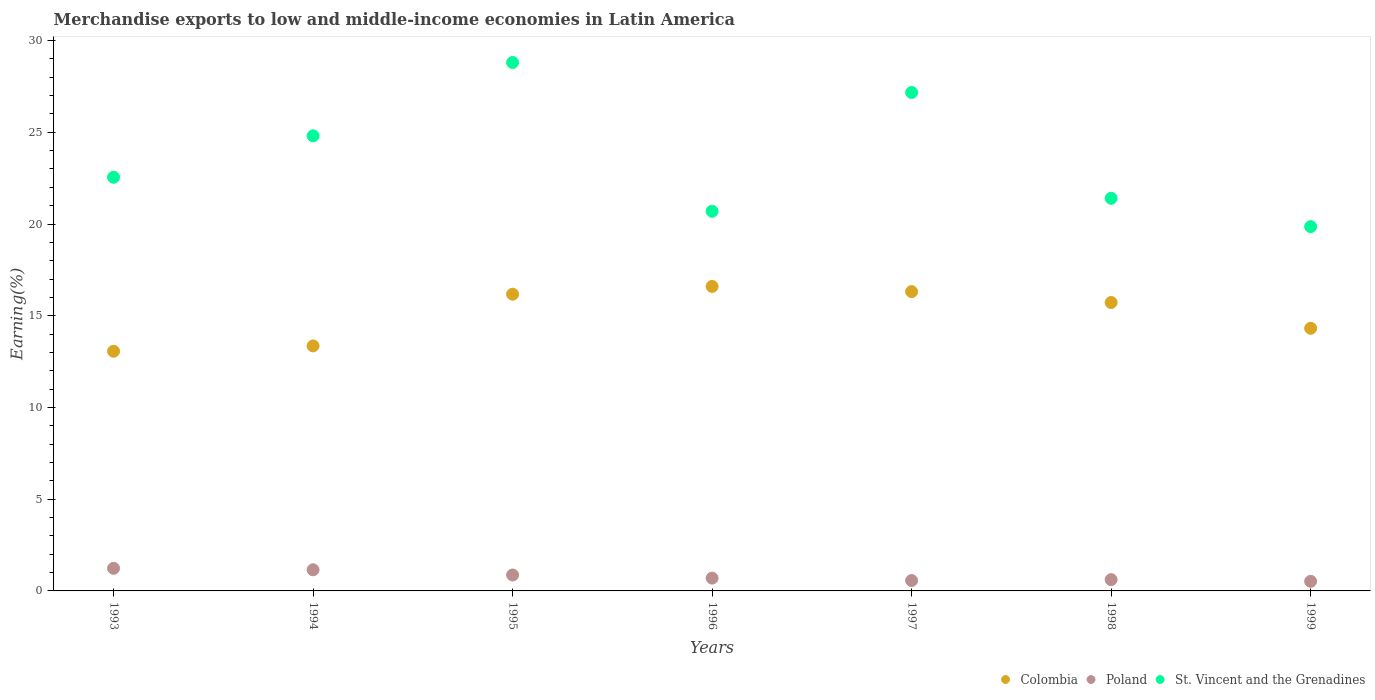 Merchandise exports to low and middle-income economies in Latin America
Earning(%)
30
25
20
15
10
5
0
1993
1994
1995
1996
1997
1998
1999
Years
Colombia
Poland
St. Vincent and the Grenadines